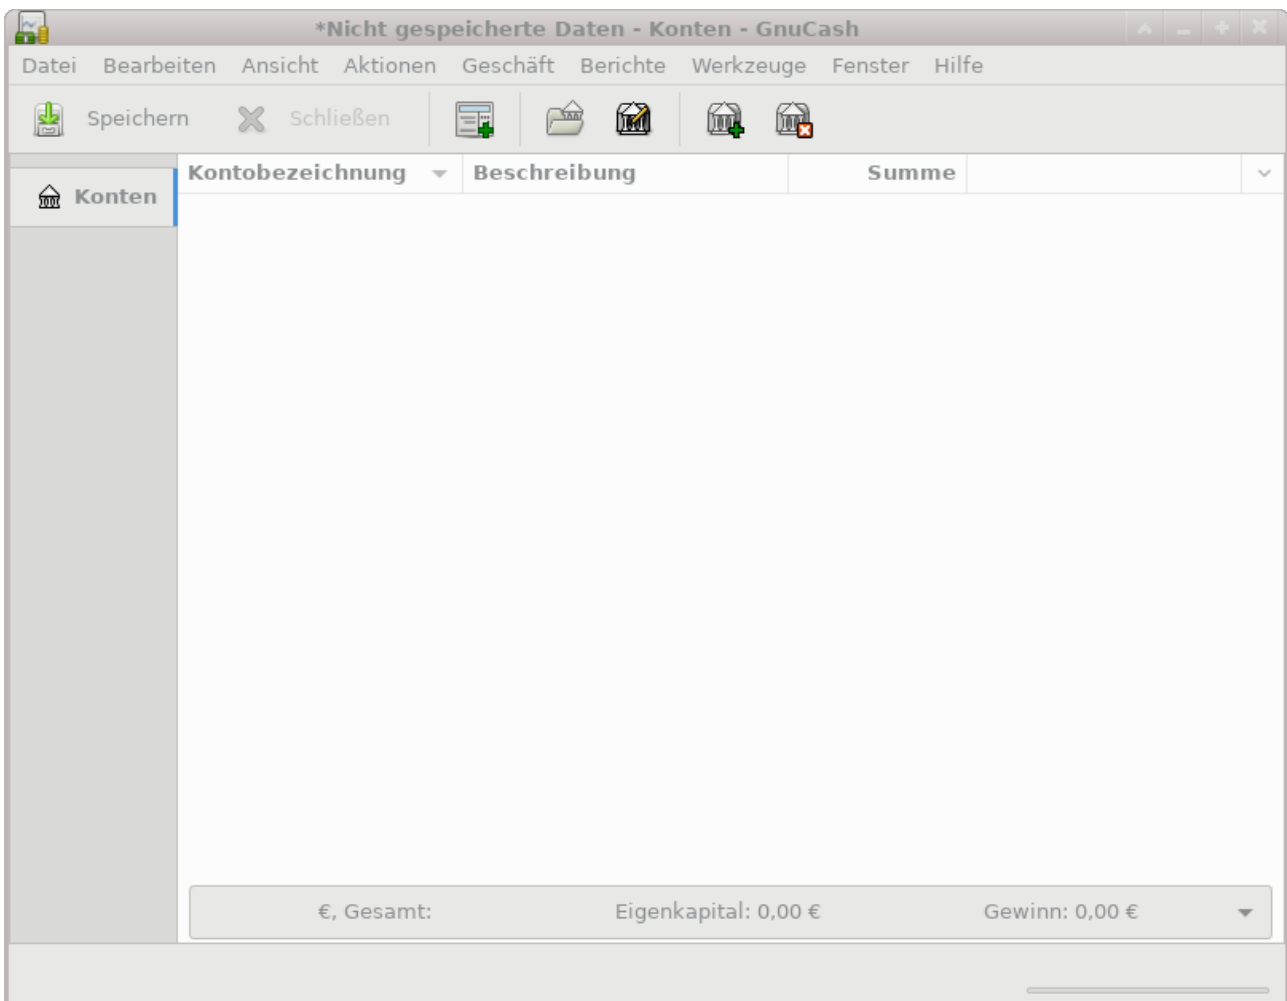 *Nicht gespeicherte Daten - Konten - GnuCash
Datei Bearbeiten Ansicht Aktionen Geschäft Berichte Werkzeuge Fenster Hilfe
Speichern Schließen
Kontobezeichnung Beschreibung Summe
Konten
€, Gesamt: Eigenkapital: 0,00 € Gewinn: 0,00 €